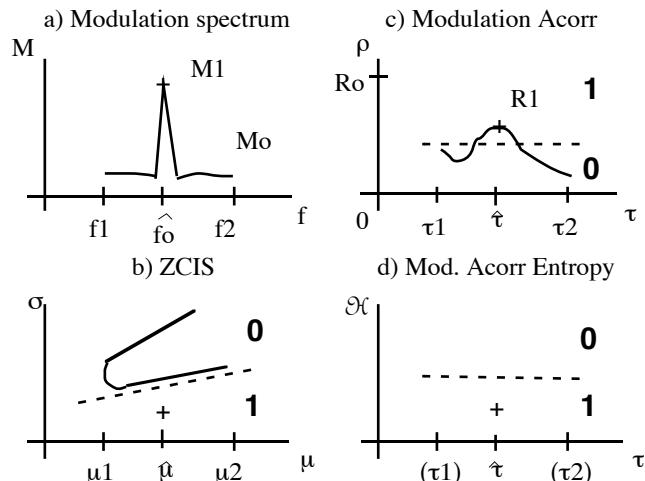 a) Modulation spectrum
M
M1
Mo
f1
f̂o
f2
f
c) Modulation Acorr
ρ
Ro
R1
1
0
0
τ1
τ̂
τ2
τ
b) ZCIS
σ
0
1
μ1
μ̂
μ2
μ
d) Mod. Acorr Entropy
ℋ
0
1
(τ1)
τ̂
(τ2)
τ